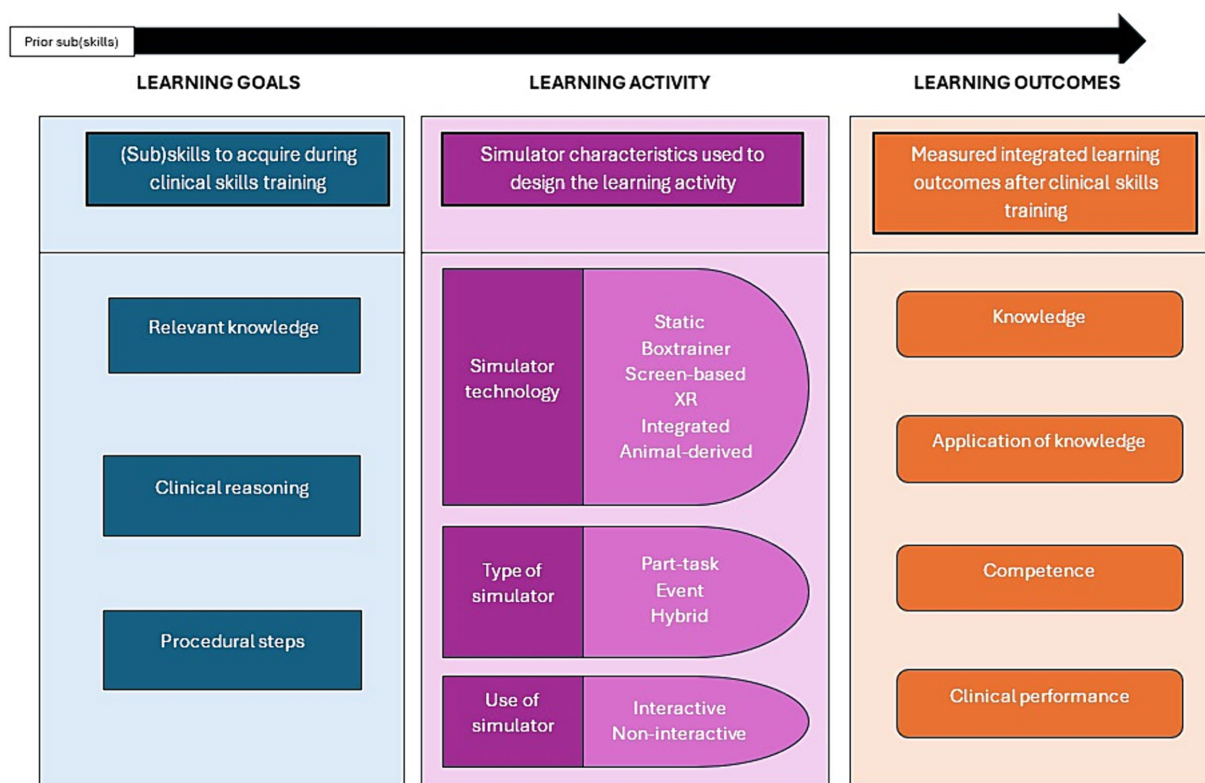 Prior sub(skills)
LEARNING GOALS
LEARNING ACTIVITY
LEARNING OUTCOMES
(Sub)skills to acquire during
clinical skills training
Relevant knowledge
Clinical reasoning
Procedural steps
Simulator characteristics used to
design the learning activity
Simulator
technology
Static
Boxtrainer
Screen-based
XR
Integrated
Animal-derived
Type of
simulator
Part-task
Event
Hybrid
Use of
simulator
Interactive
Non-interactive
Measured integrated learning
outcomes after clinical skills
training
Knowledge
Application of knowledge
Competence
Clinical performance